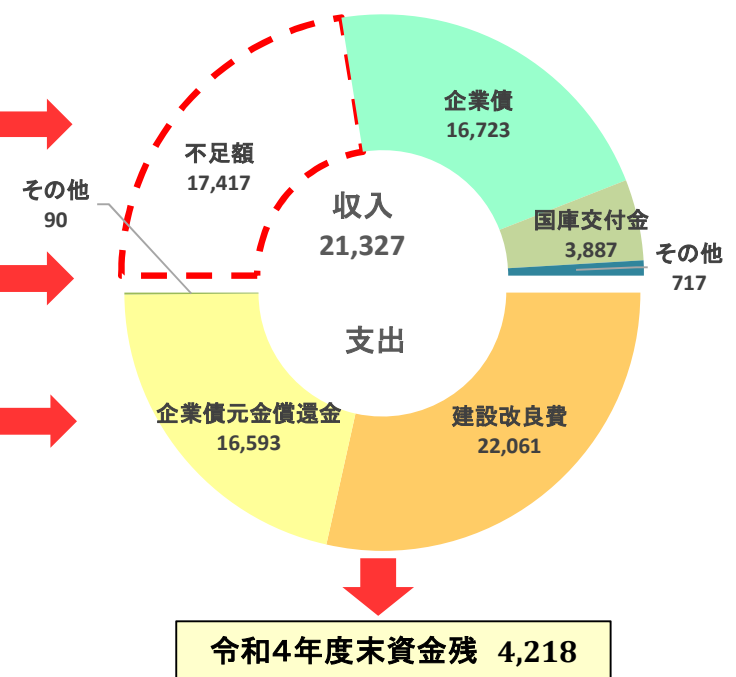 企業債
16,723
不足額
17,417
その他
90
収入
21,327
国庫交付金
3,887
その他
717
支出
企業債元金償還金
16,593
建設改良費
22,061
令和4年度末資金残 4,218